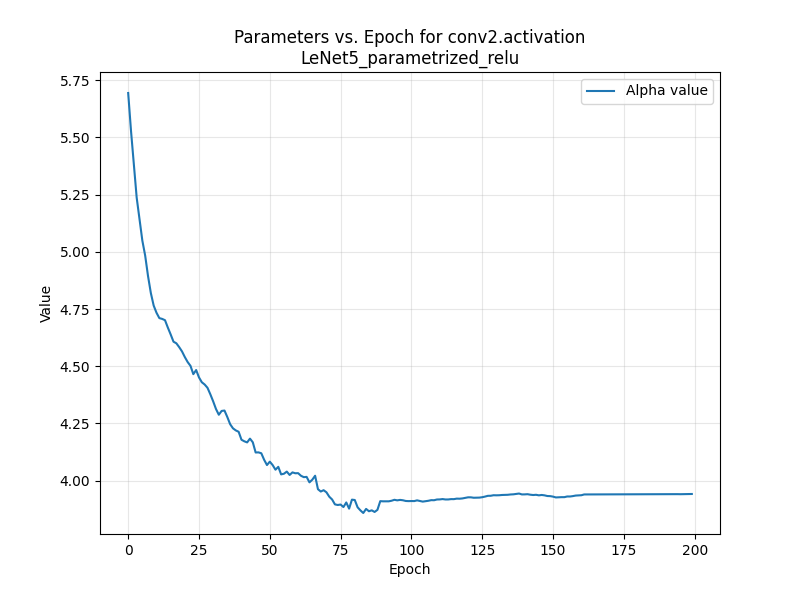 Parameters vs. Epoch for conv2.activation
LeNet5_parametrized_relu
Alpha value
5.75
5.50
5.25
5.00
4.75
4.50
4.25
4.00
Value
0 25 50 75 100 125 150 175 200
Epoch